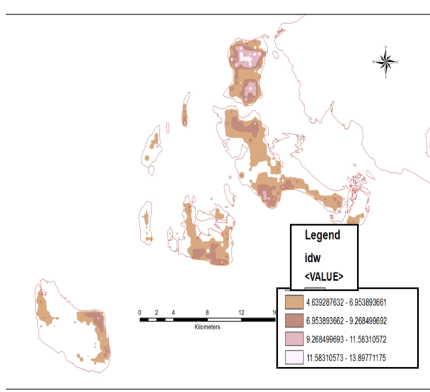 Legend
idw
<VALUE>
4.639287632 - 6.953893661
6.953893662 - 9.268499692
9.268499693 - 11.58310572
11.58310573 - 13.89771175
0 2 4 8 12 16
Kilometers